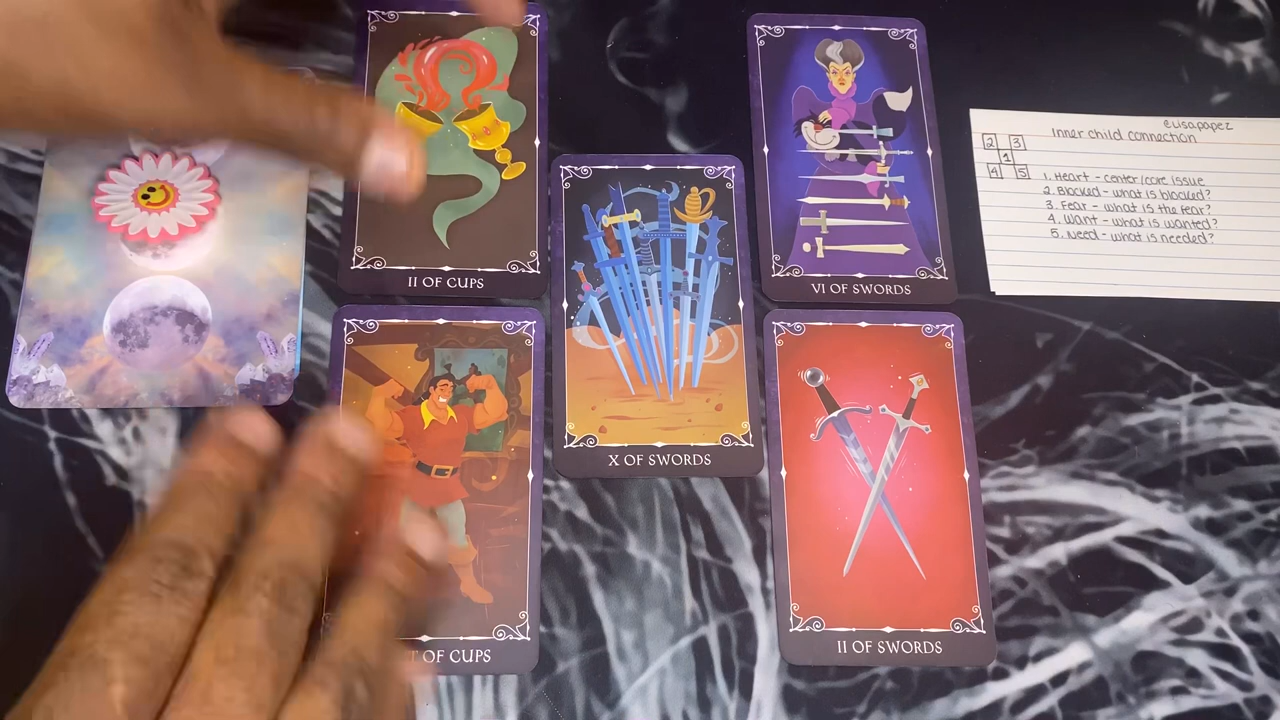 II OF CUPS
VI OF SWORDS
X OF SWORDS
T OF CUPS
II OF SWORDS
@lisapapez
Inner child connection
2 3
1
4 5
1. Heart - center/core issue
2. Blocked - what is blocked?
3. Fear - what is the fear?
4. Want - what is wanted?
5. Need - what is needed?